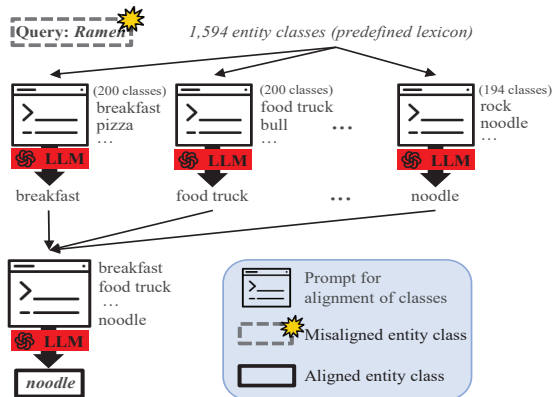 Query: Ramen
1,594 entity classes (predefined lexicon)
(200 classes)
breakfast
pizza
...
LLM
breakfast
(200 classes)
food truck
bull
...
LLM
food truck
...
...
(194 classes)
rock
noodle
...
LLM
noodle
breakfast
food truck
...
noodle
LLM
noodle
Prompt for
alignment of classes
Misaligned entity class
Aligned entity class